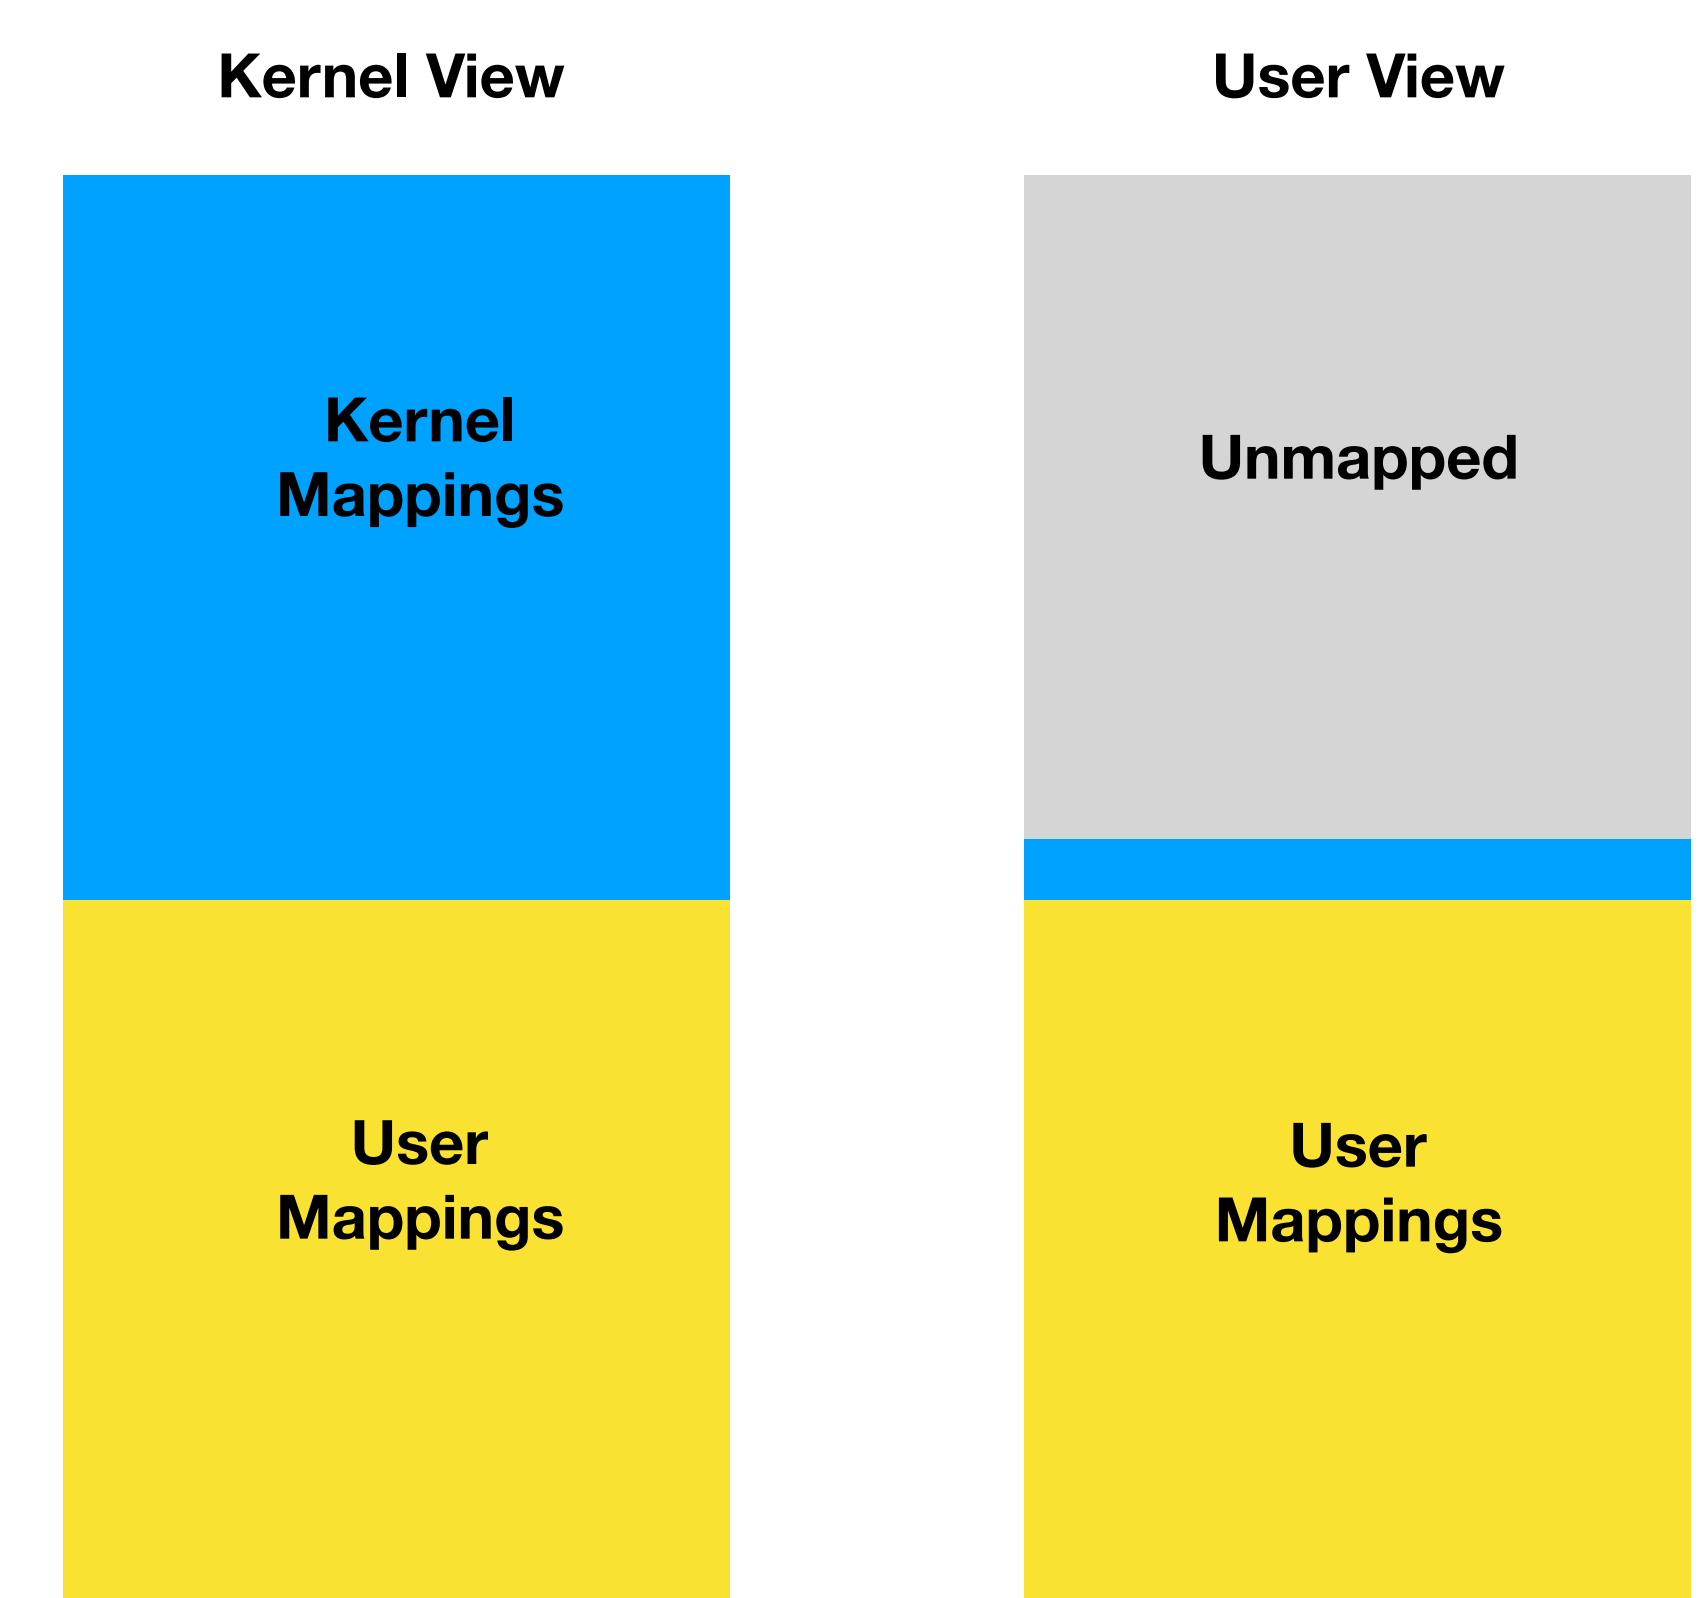 Kernel View
User View
Kernel
Mappings
Unmapped
User
Mappings
User
Mappings